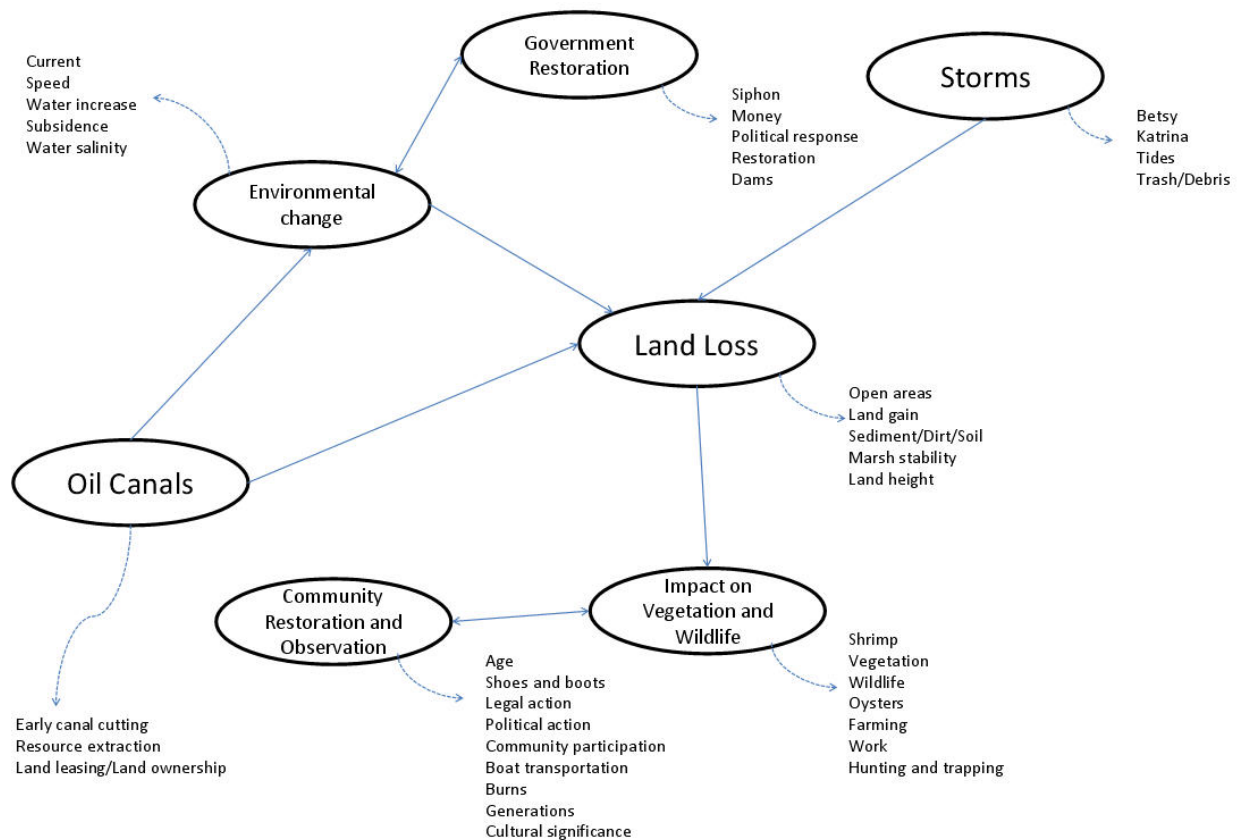 Government
Restoration
Storms
Current
Speed
Water increase
Subsidence
Water salinity
Siphon
Money
Political response
Restoration
Dams
Betsy
Katrina
Tides
Trash/Debris
Environmental
change
Land Loss
Open areas
Land gain
Sediment/Dirt/Soil
Marsh stability
Land height
Oil Canals
Community
Restoration and
Observation
Impact on
Vegetation and
Wildlife
Early canal cutting
Resource extraction
Land leasing/Land ownership
Age
Shoes and boots
Legal action
Political action
Community participation
Boat transportation
Burns
Generations
Cultural significance
Shrimp
Vegetation
Wildlife
Oysters
Farming
Work
Hunting and trapping